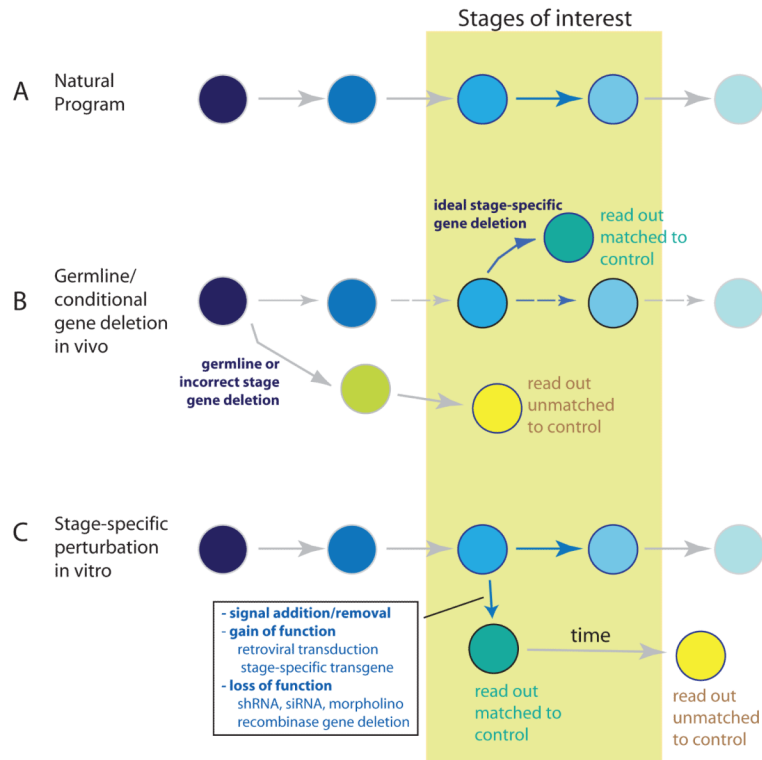 Stages of interest
A
Natural
Program
B
Germline/
conditional
gene deletion
in vivo
ideal stage-specific
gene deletion
read out
matched to
control
germline or
incorrect stage
gene deletion
read out
unmatched
to control
C
Stage-specific
perturbation
in vitro
- signal addition/removal
- gain of function
retroviral transduction
stage-specific transgene
- loss of function
shRNA, siRNA, morpholino
recombinase gene deletion
time
read out
matched to
control
read out
unmatched
to control